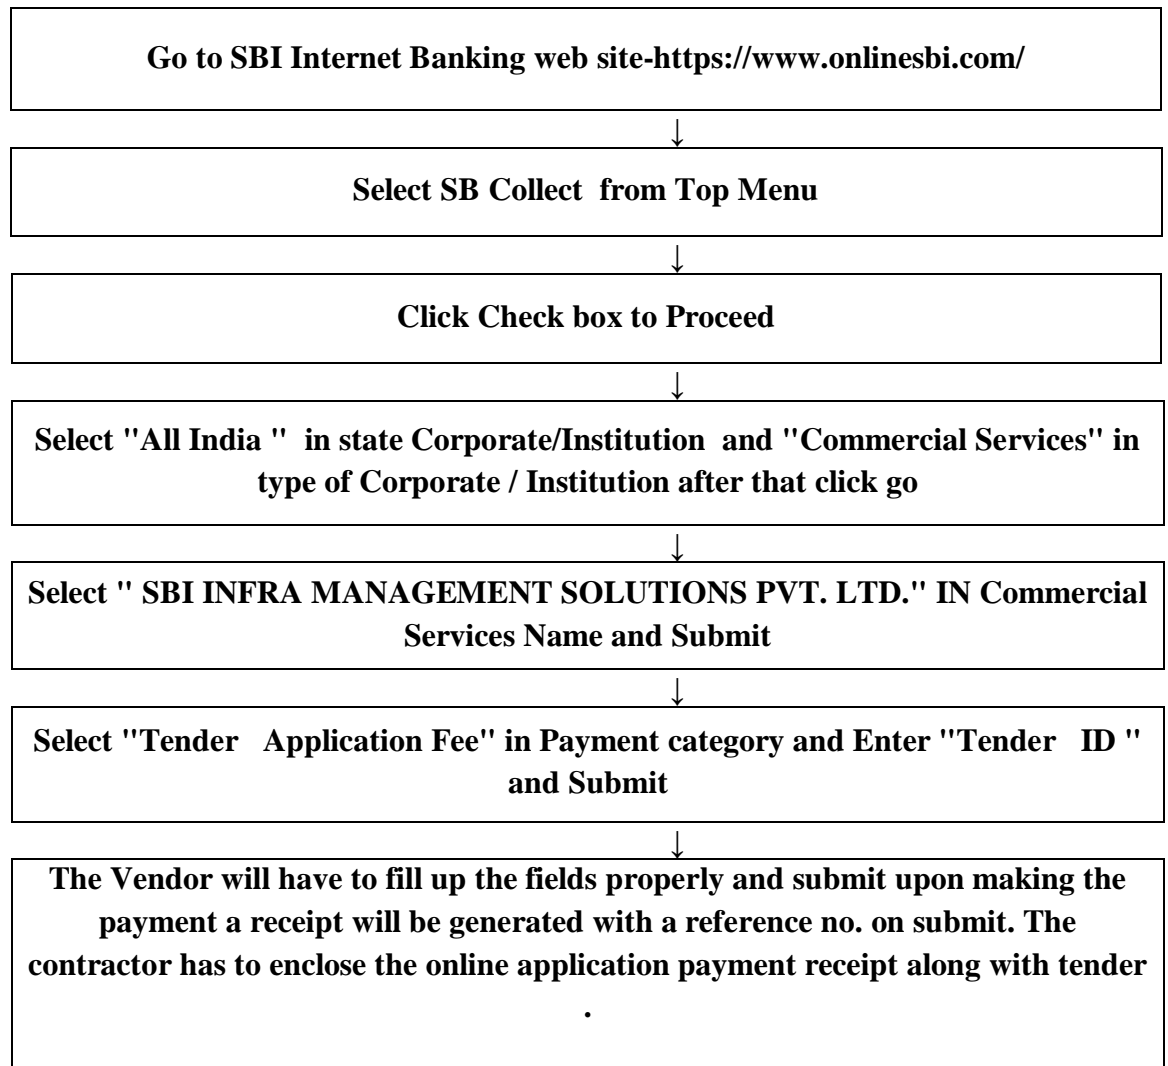 Go to SBI Internet Banking web site-https://www.onlinesbi.com/
↓
Select SB Collect  from Top Menu
↓
Click Check box to Proceed
↓
Select "All India "  in state Corporate/Institution  and "Commercial Services" in
type of Corporate / Institution after that click go
↓
Select " SBI INFRA MANAGEMENT SOLUTIONS PVT. LTD." IN Commercial
Services Name and Submit
↓
Select "Tender   Application Fee" in Payment category and Enter "Tender   ID "
and Submit
↓
The Vendor will have to fill up the fields properly and submit upon making the
payment a receipt will be generated with a reference no. on submit. The
contractor has to enclose the online application payment receipt along with tender
.